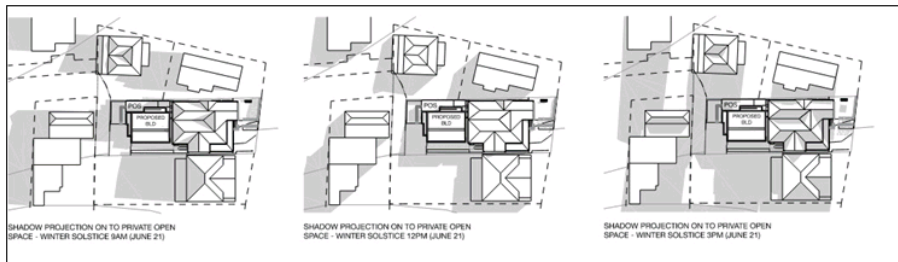 POS
PROPOSED
BLD
SHADOW PROJECTION ON TO PRIVATE OPEN
SPACE - WINTER SOLSTICE 9AM (JUNE 21)
POS
PROPOSED
BLD
SHADOW PROJECTION ON TO PRIVATE OPEN
SPACE - WINTER SOLSTICE 12PM (JUNE 21)
POS
PROPOSED
BLD
SHADOW PROJECTION ON TO PRIVATE OPEN
SPACE - WINTER SOLSTICE 3PM (JUNE 21)